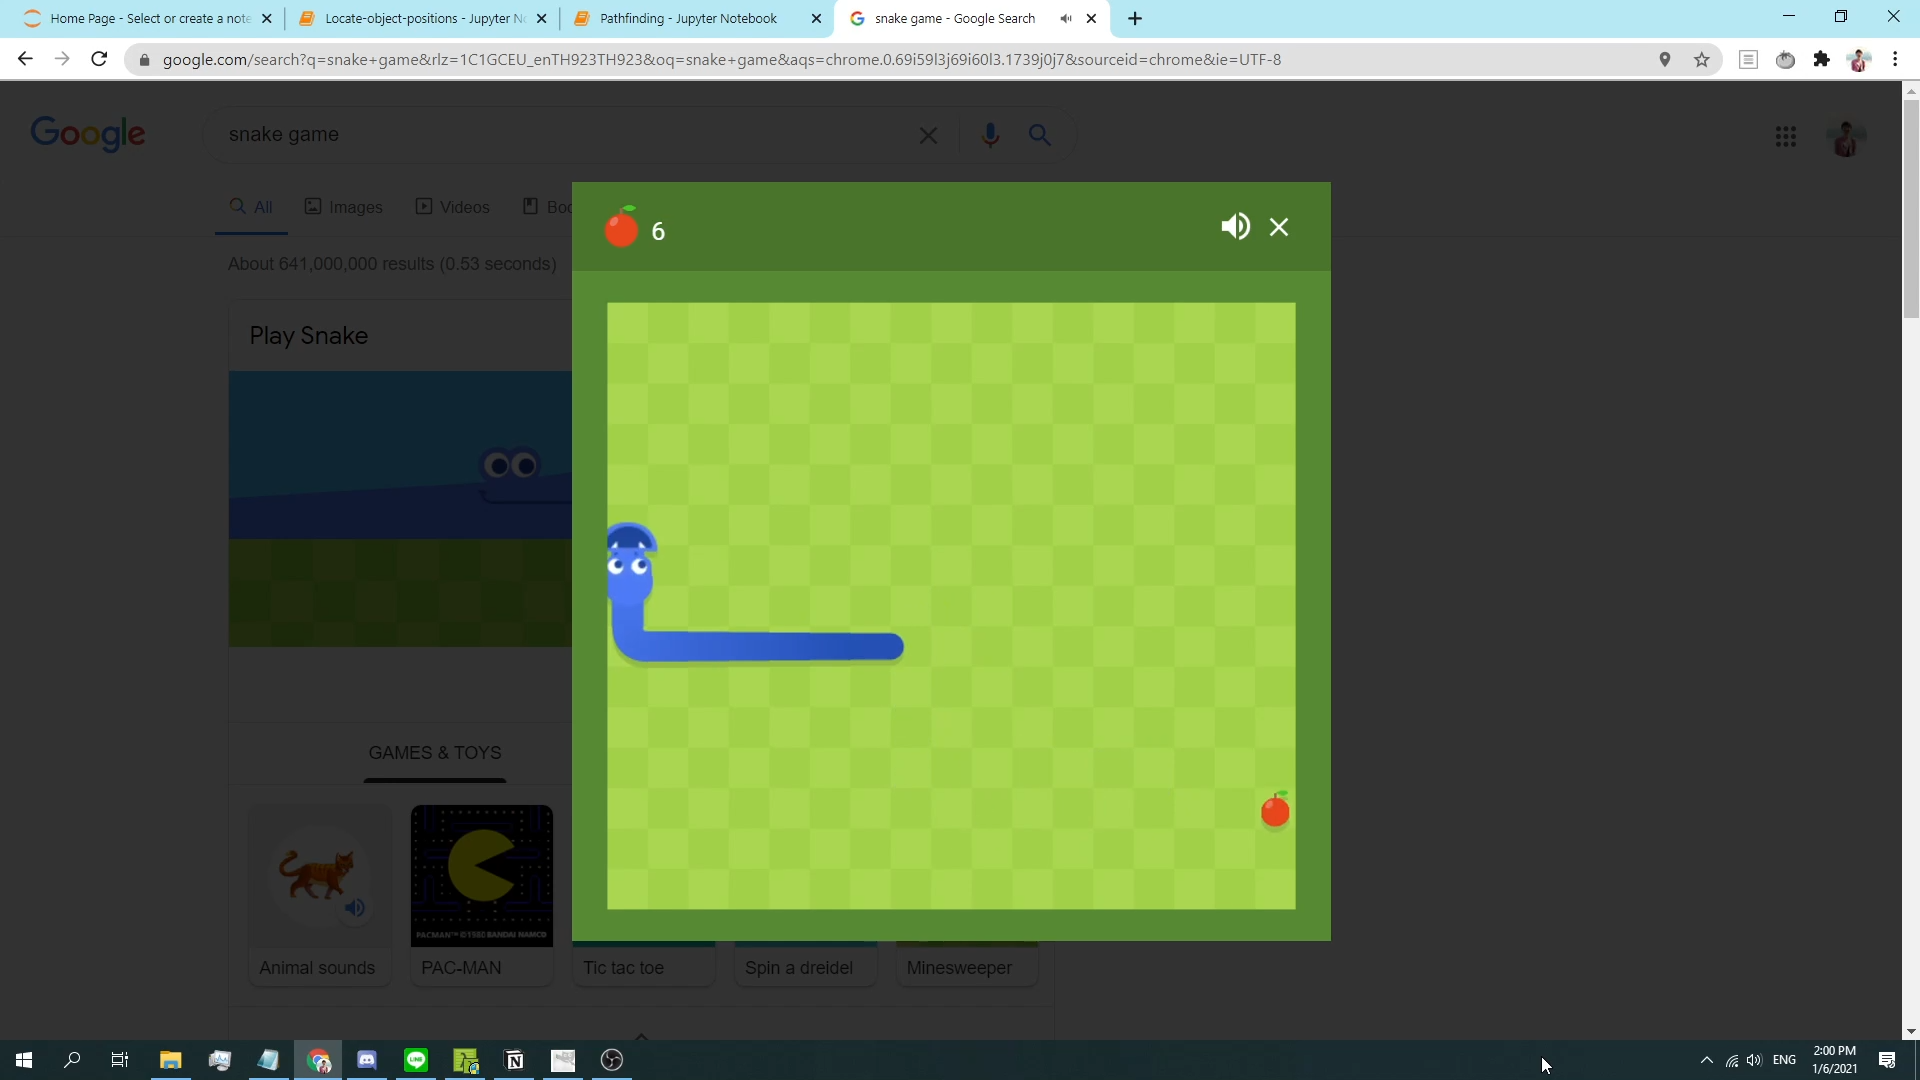 Home Page - Select or create a note
Locate-object-positions - Jupyter N
Pathfinding - Jupyter Notebook
snake game - Google Search
google.com/search?q=snake+game&rlz=1C1GCEU_enTH923TH923&oq=snake+game&aqs=chrome.0.69i59l3j69i60l3.1739j0j7&sourceid=chrome&ie=UTF-8
Google
snake game
All
Images
Videos
Boo
6
About 641,000,000 results (0.53 seconds)
Play Snake
GAMES & TOYS
PACMAN™ © 1980 BANDAI NAMCO
Animal sounds
PAC-MAN
Tic tac toe
Spin a dreidel
Minesweeper
ENG
2:00 PM
1/6/2021